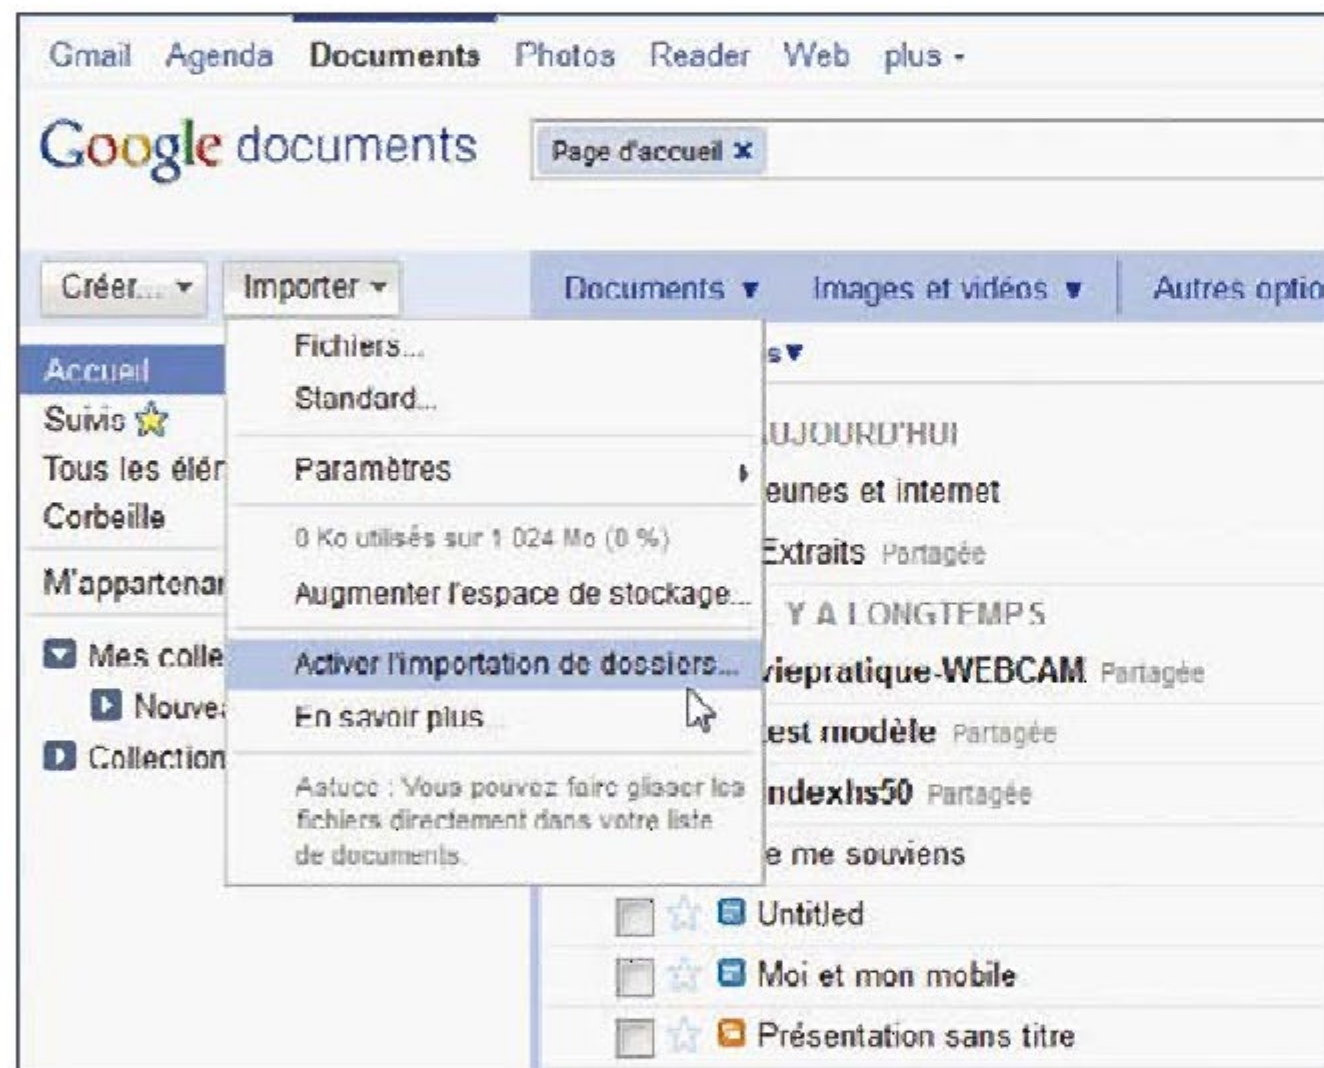 Gmail Agenda Documents Photos Reader Web plus
Google documents
Page d'accueil ×
Créer... Importer
Documents Images et vidéos Autres optio
Fichiers...
Standard...
Paramètres
0 Ko utilisés sur 1 024 Mo (0 %)
Augmenter l'espace de stockage...
Activer l'importation de dossiers...
En savoir plus...
Astuce : Vous pouvez faire glisser les
fichiers directement dans votre liste
de documents.
Accueil
Suivis
Tous les élér
Corbeille
M'appartenar
Mes colle
Nouvea
Collection
s
UJOURD'HUI
eunes et internet
Extraits Partagée
Y A LONGTEMPS
viepratique-WEBCAM Partagée
est modèle Partagée
ndexhs50 Partagée
e me souviens
Untitled
Moi et mon mobile
Présentation sans titre